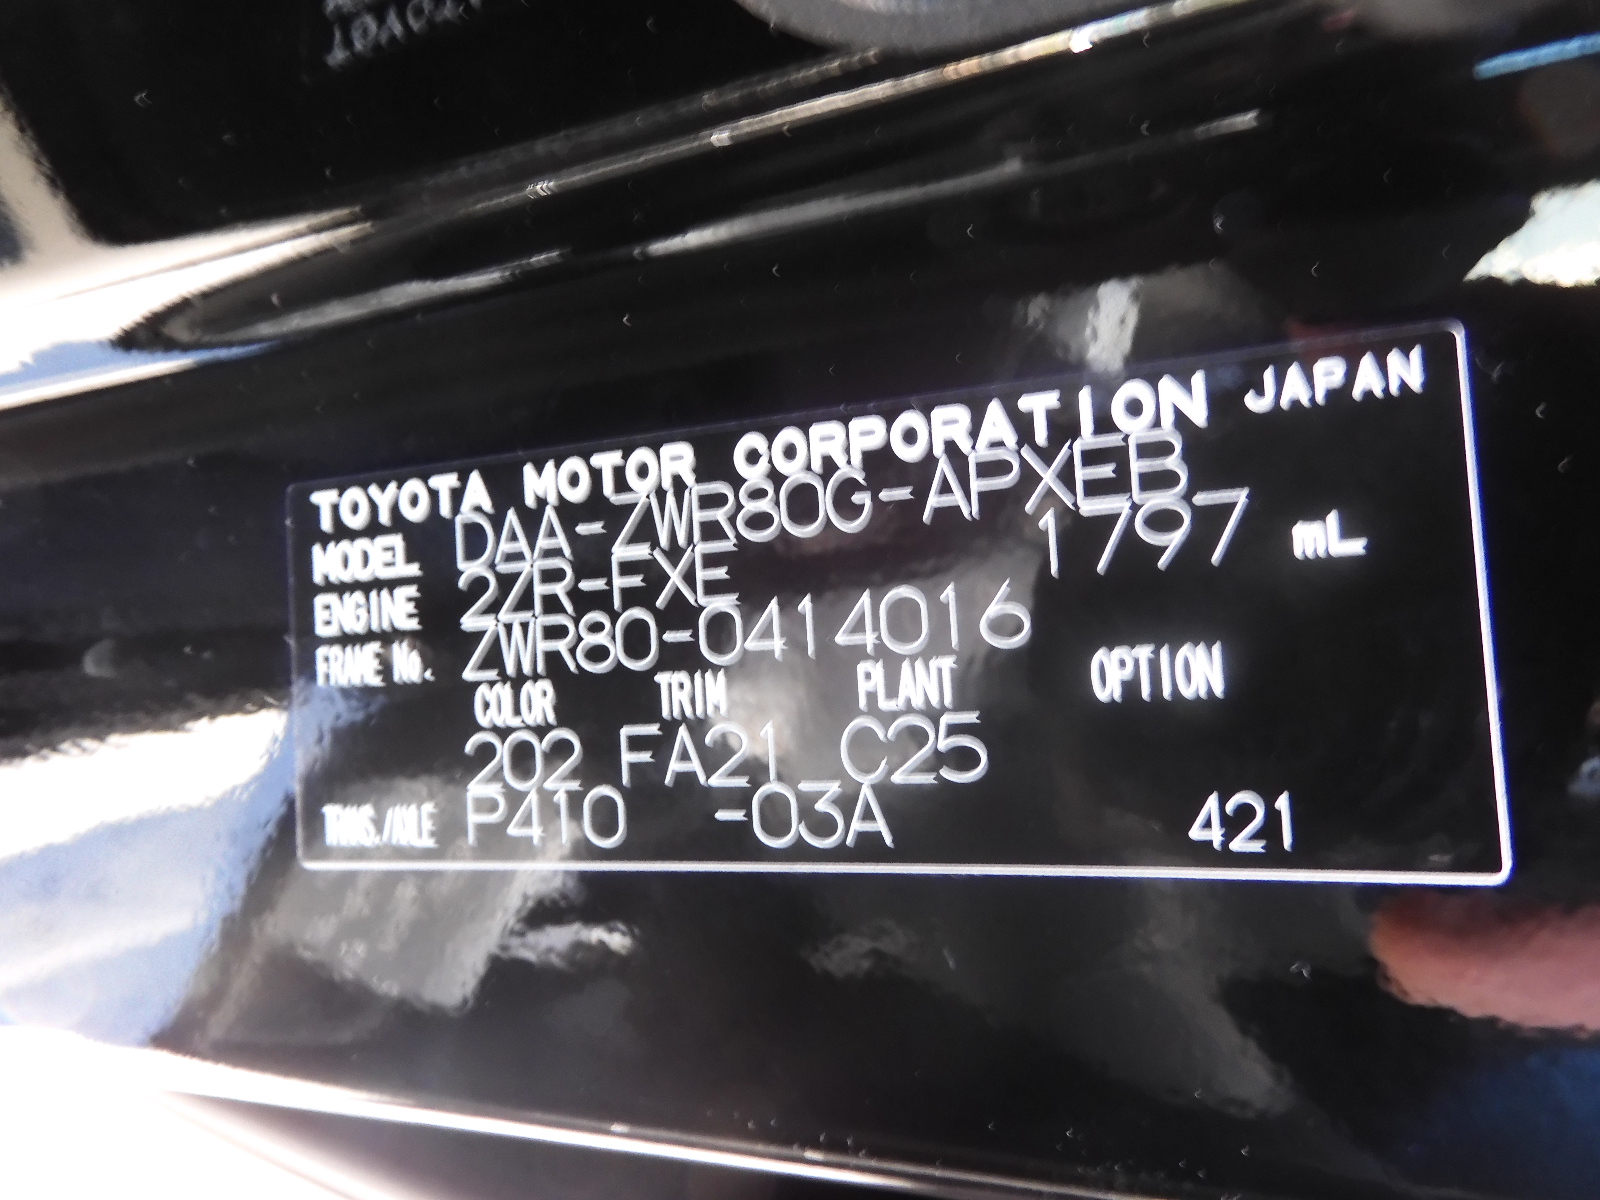 TOYOTA MOTOR CORPORATION JAPAN
MODEL DAA-ZWR80G-APXEB
ENGINE 2ZR-FXE 1797 mL
FRAME No. ZWR80-0414016
COLOR TRIM PLANT OPTION
202 FA21 C25
TRANS./AXLE P410 -03A 421